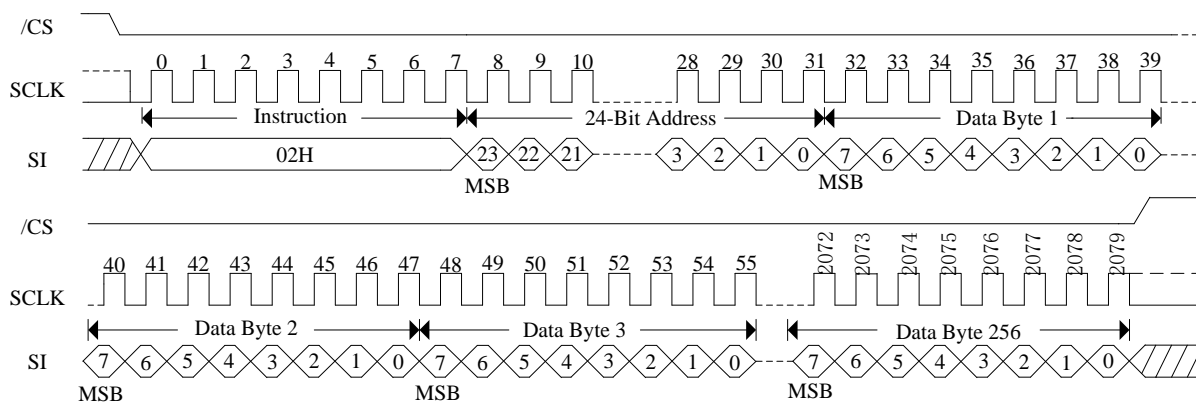 /CS
0 1 2 3 4 5 6 7 8 9 10 28 29 30 31 32 33 34 35 36 37 38 39
SCLK
Instruction 24-Bit Address Data Byte 1
SI 02H 23 22 21 3 2 1 0 7 6 5 4 3 2 1 0
MSB MSB
/CS
40 41 42 43 44 45 46 47 48 49 50 51 52 53 54 55 2072 2073 2074 2075 2076 2077 2078 2079
SCLK
Data Byte 2 Data Byte 3 Data Byte 256
SI 7 6 5 4 3 2 1 0 7 6 5 4 3 2 1 0 7 6 5 4 3 2 1 0
MSB MSB MSB